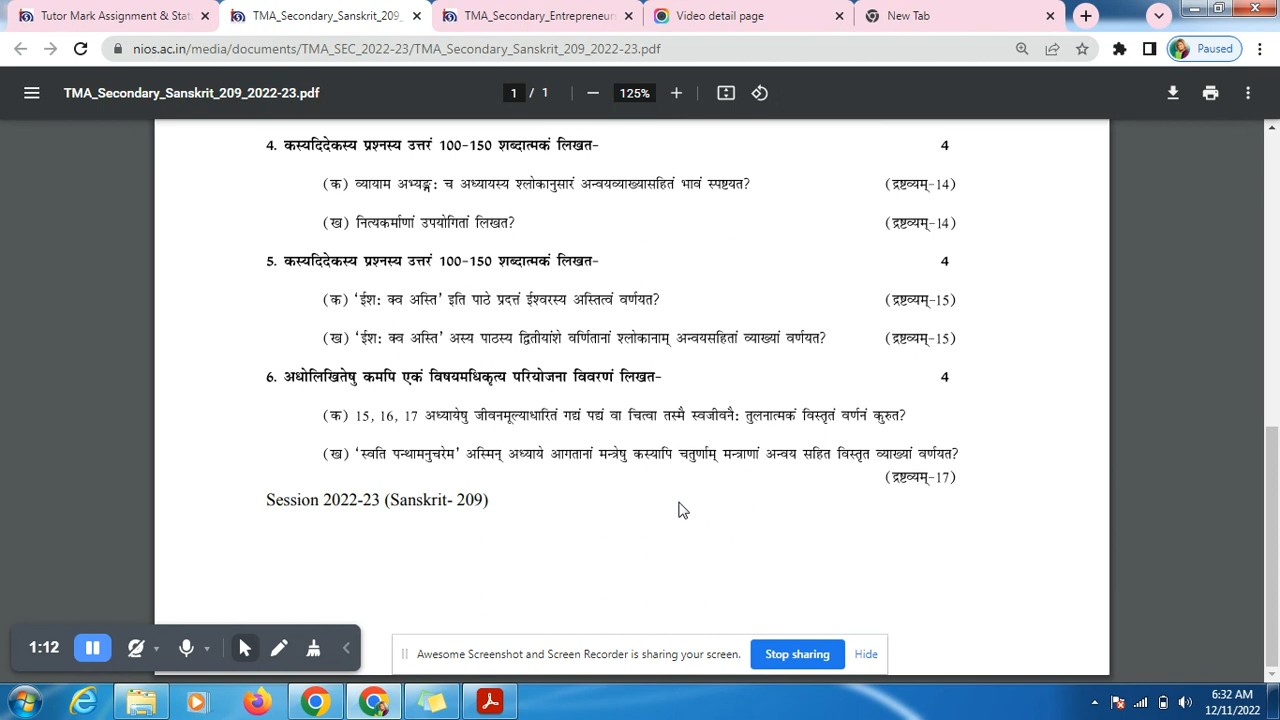 Tutor Mark Assignment & Stat
TMA_Secondary_Sanskrit_209_
TMA_Secondary_Entrepreneur
Video detail page
New Tab
nios.ac.in/media/documents/TMA_SEC_2022-23/TMA_Secondary_Sanskrit_209_2022-23.pdf
Paused
TMA_Secondary_Sanskrit_209_2022-23.pdf
1 / 1
125%
4. कस्यदिदेकस्य प्रश्नस्य उत्तरं 100-150 शब्दात्मकं लिखत- 4
(क) व्यायाम अभ्यङ्ग: च अध्यायस्य श्लोकानुसारं अन्वयव्याख्यासहितं भावं स्पष्टयत? (द्रष्टव्यम्-14)
(ख) नित्यकर्माणां उपयोगितां लिखत? (द्रष्टव्यम्-14)
5. कस्यदिदेकस्य प्रश्नस्य उत्तरं 100-150 शब्दात्मकं लिखत- 4
(क) ‘ईश: क्व अस्ति’ इति पाठे प्रदत्तं ईश्वरस्य अस्तित्वं वर्णयत? (द्रष्टव्यम्-15)
(ख) ‘ईश: क्व अस्ति’ अस्य पाठस्य द्वितीयांशे वर्णितानां श्लोकानाम् अन्वयसहितां व्याख्यां वर्णयत? (द्रष्टव्यम्-15)
6. अधोलिखितेषु कमपि एकं विषयमधिकृत्य परियोजना विवरणं लिखत- 4
(क) 15, 16, 17 अध्यायेषु जीवनमूल्याधारितं गद्यं पद्यं वा चित्वा तस्मै स्वजीवनै: तुलनात्मकं विस्तृतं वर्णनं कुरुत?
(ख) ‘स्वति पन्थामनुचरेम’ अस्मिन् अध्याये आगतानां मन्त्रेषु कस्यापि चतुर्णाम् मन्त्राणां अन्वय सहित विस्तृत व्याख्यां वर्णयत?
(द्रष्टव्यम्-17)
Session 2022-23 (Sanskrit- 209)
1:12
Awesome Screenshot and Screen Recorder is sharing your screen.
Stop sharing
Hide
6:32 AM
12/11/2022